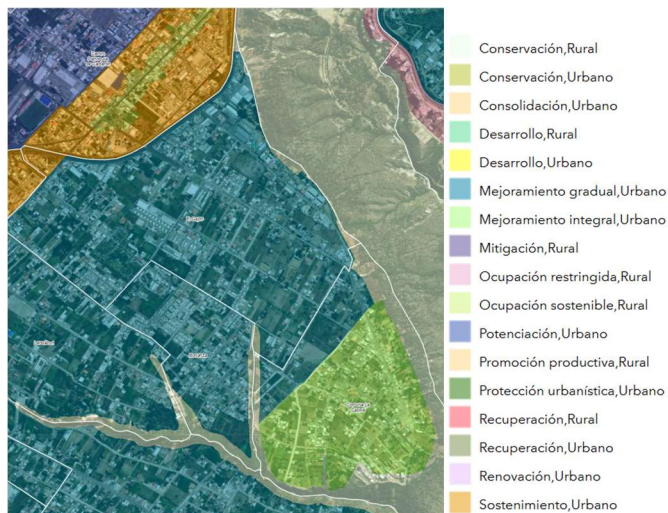 Conservación,Rural
Conservación,Urbano
Consolidación,Urbano
Desarrollo,Rural
Desarrollo,Urbano
Mejoramiento gradual,Urbano
Mejoramiento integral,Urbano
Mitigación,Rural
Ocupación restringida,Rural
Ocupación sostenible,Rural
Potenciación,Urbano
Promoción productiva,Rural
Protección urbanística,Urbano
Recuperación,Rural
Recuperación,Urbano
Renovación,Urbano
Sostenimiento,Urbano